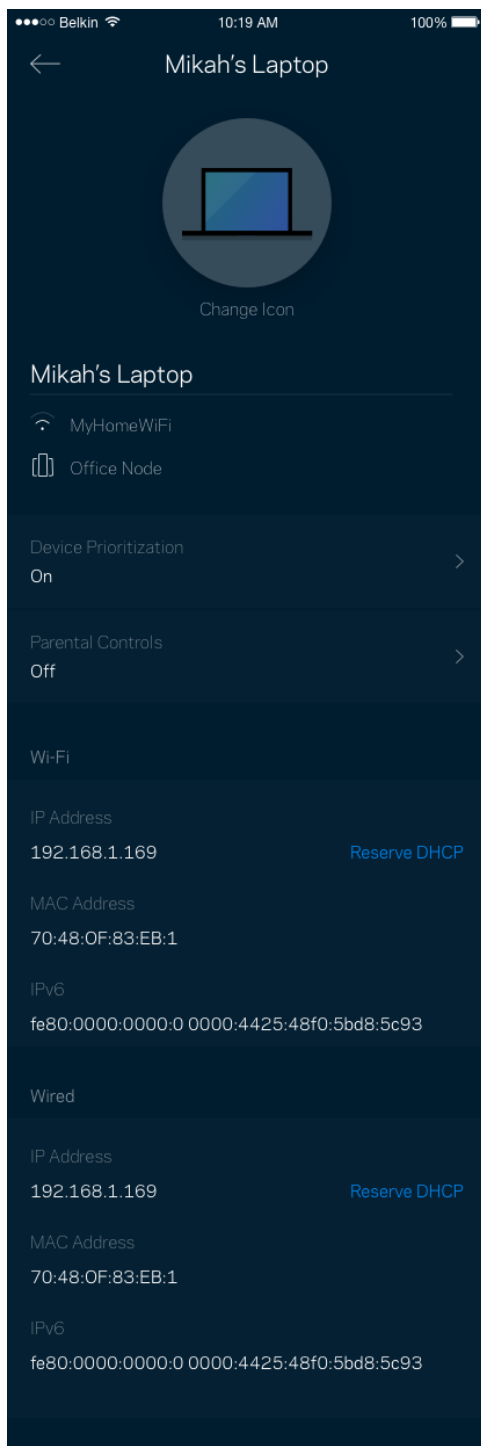 Belkin 10:19 AM 100%
Mikah's Laptop
Change Icon
Mikah's Laptop
MyHomeWiFi
Office Node
Device Prioritization
On
Parental Controls
Off
Wi-Fi
IP Address
192.168.1.169 Reserve DHCP
MAC Address
70:48:0F:83:EB:1
IPv6
fe80:0000:0000:0 0000:4425:48f0:5bd8:5c93
Wired
IP Address
192.168.1.169 Reserve DHCP
MAC Address
70:48:0F:83:EB:1
IPv6
fe80:0000:0000:0 0000:4425:48f0:5bd8:5c93